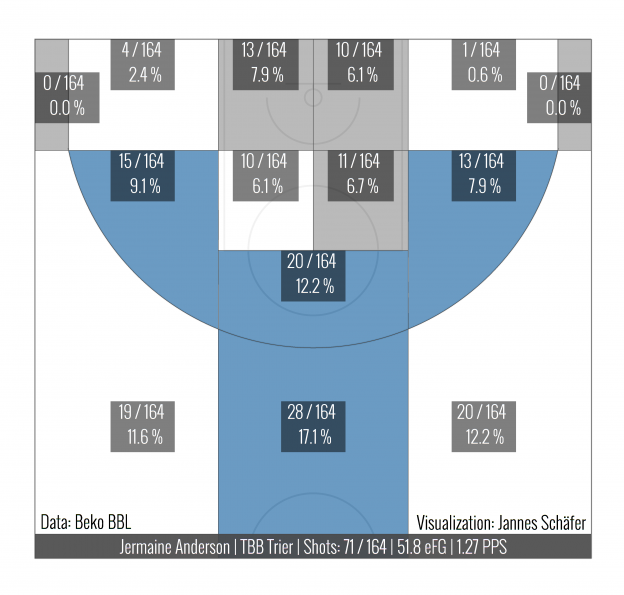 4 / 164
2.4 %
13 / 164
7.9 %
10 / 164
6.1 %
1 / 164
0.6 %
0 / 164
0.0 %
0 / 164
0.0 %
15 / 164
9.1 %
10 / 164
6.1 %
11 / 164
6.7 %
13 / 164
7.9 %
20 / 164
12.2 %
19 / 164
11.6 %
28 / 164
17.1 %
20 / 164
12.2 %
Data: Beko BBL
Visualization: Jannes Schäfer
Jermaine Anderson | TBB Trier | Shots: 71 / 164 | 51.8 eFG | 1.27 PPS